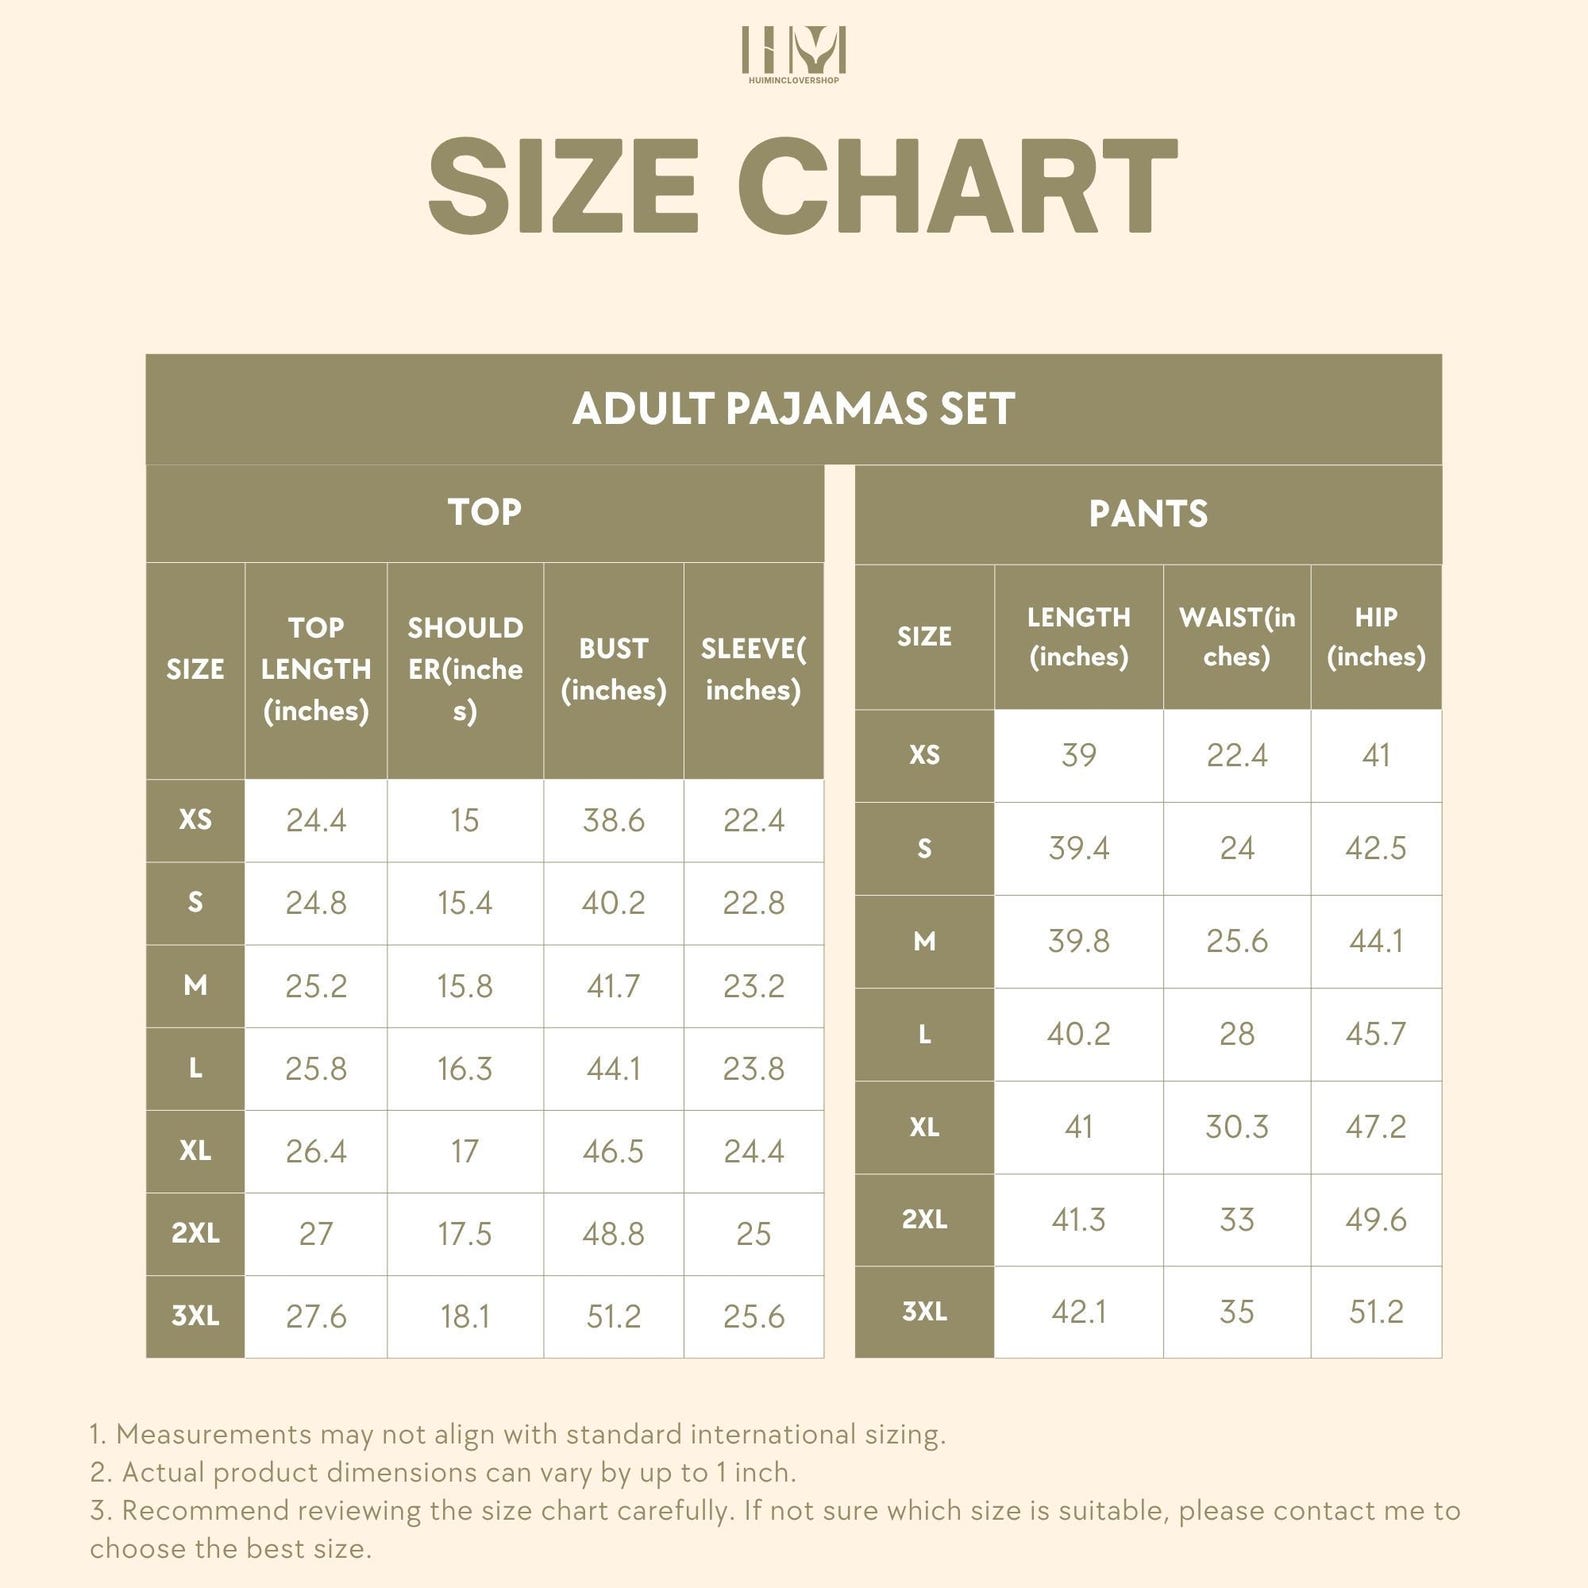 HUIMINCLOVERSHOP
SIZE CHART
ADULT PAJAMAS SET
TOP
SIZE TOP LENGTH (inches) SHOULDER(inches) BUST (inches) SLEEVE(inches)
XS 24.4 15 38.6 22.4
S 24.8 15.4 40.2 22.8
M 25.2 15.8 41.7 23.2
L 25.8 16.3 44.1 23.8
XL 26.4 17 46.5 24.4
2XL 27 17.5 48.8 25
3XL 27.6 18.1 51.2 25.6
PANTS
SIZE LENGTH (inches) WAIST(inches) HIP (inches)
XS 39 22.4 41
S 39.4 24 42.5
M 39.8 25.6 44.1
L 40.2 28 45.7
XL 41 30.3 47.2
2XL 41.3 33 49.6
3XL 42.1 35 51.2
1. Measurements may not align with standard international sizing.
2. Actual product dimensions can vary by up to 1 inch.
3. Recommend reviewing the size chart carefully. If not sure which size is suitable, please contact me to
choose the best size.